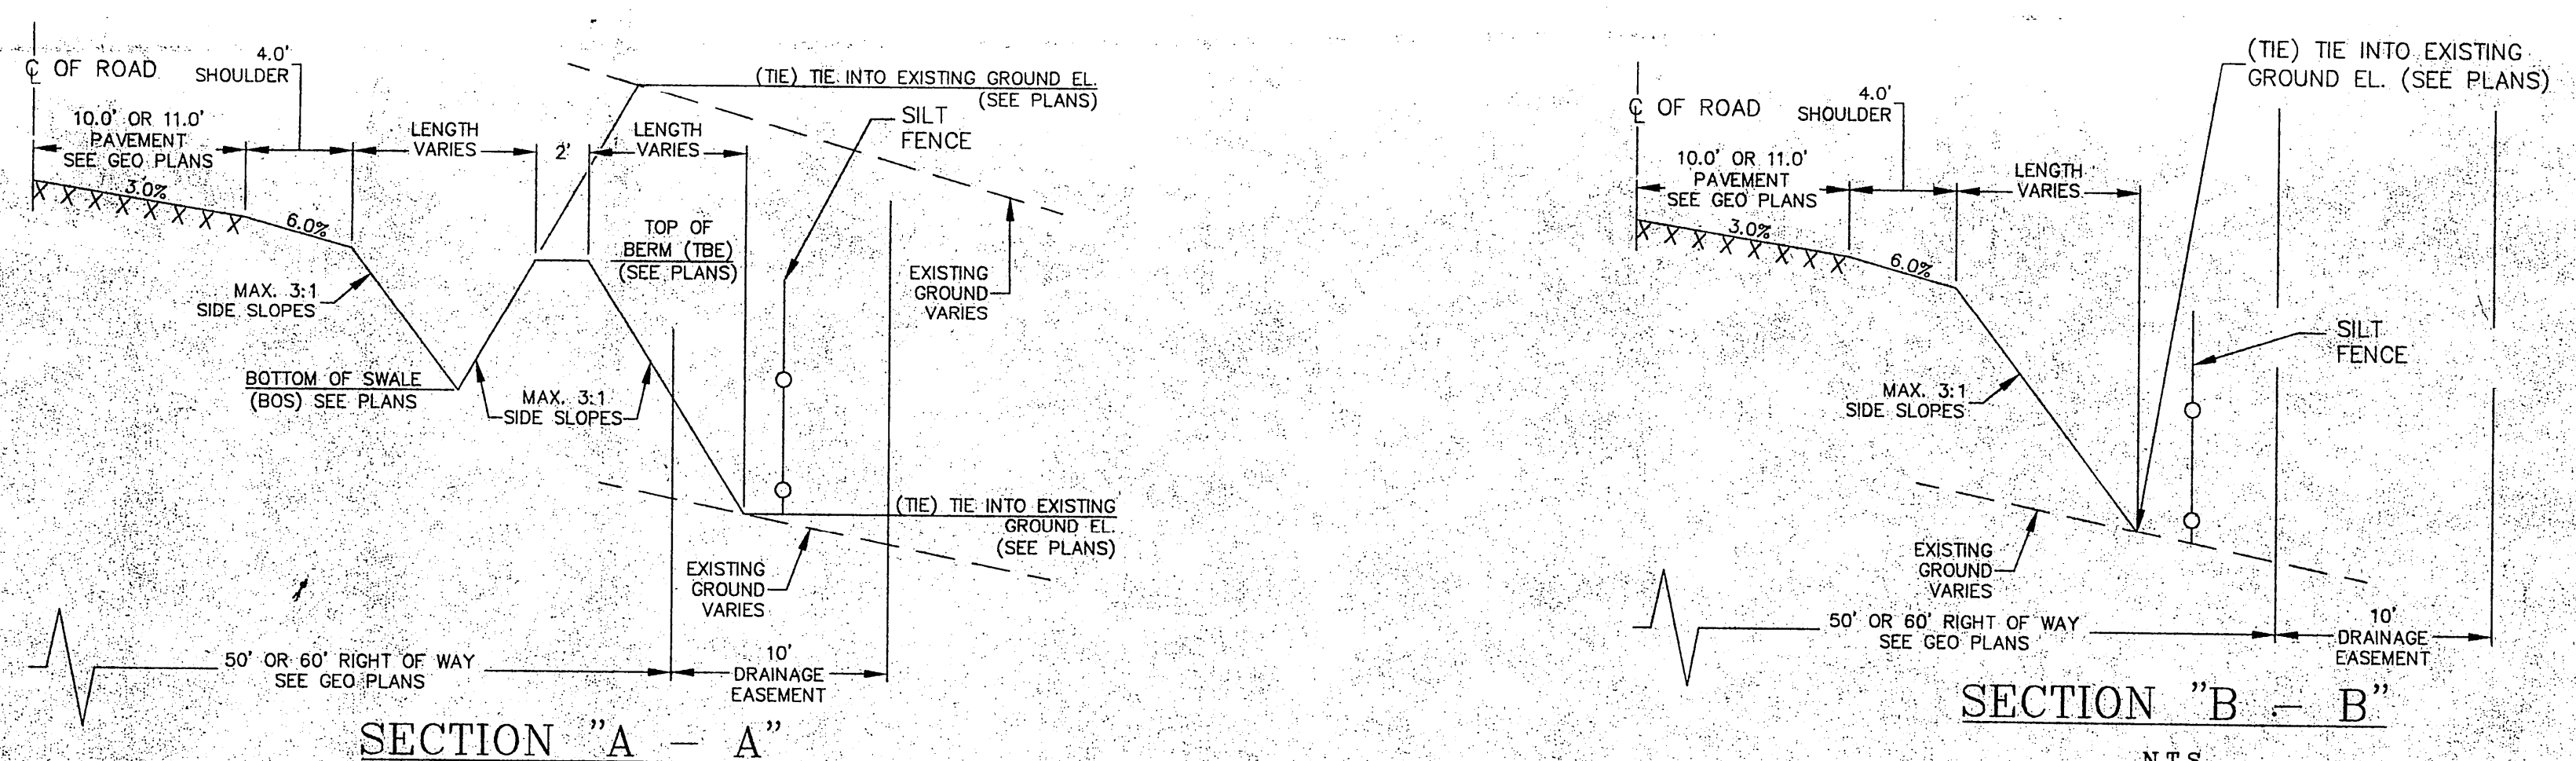 ℄ OF ROAD
4.0'
SHOULDER
10.0' OR 11.0'
PAVEMENT
SEE GEO PLANS
3.0%
6.0%
LENGTH
VARIES
2'
LENGTH
VARIES
(TIE) TIE INTO EXISTING GROUND EL.
(SEE PLANS)
SILT
FENCE
TOP OF
BERM (TBE)
(SEE PLANS)
EXISTING
GROUND
VARIES
MAX. 3:1
SIDE SLOPES
BOTTOM OF SWALE
(BOS) SEE PLANS
MAX. 3:1
SIDE SLOPES
(TIE) TIE INTO EXISTING
GROUND EL.
(SEE PLANS)
EXISTING
GROUND
VARIES
50' OR 60' RIGHT OF WAY
SEE GEO PLANS
10'
DRAINAGE
EASEMENT
SECTION "A – A"
(TIE) TIE INTO EXISTING
GROUND EL. (SEE PLANS)
℄ OF ROAD
4.0'
SHOULDER
10.0' OR 11.0'
PAVEMENT
SEE GEO PLANS
3.0%
6.0%
LENGTH
VARIES
SILT
FENCE
MAX. 3:1
SIDE SLOPES
EXISTING
GROUND
VARIES
50' OR 60' RIGHT OF WAY
SEE GEO PLANS
10'
DRAINAGE
EASEMENT
SECTION "B – B"
N.T.S.